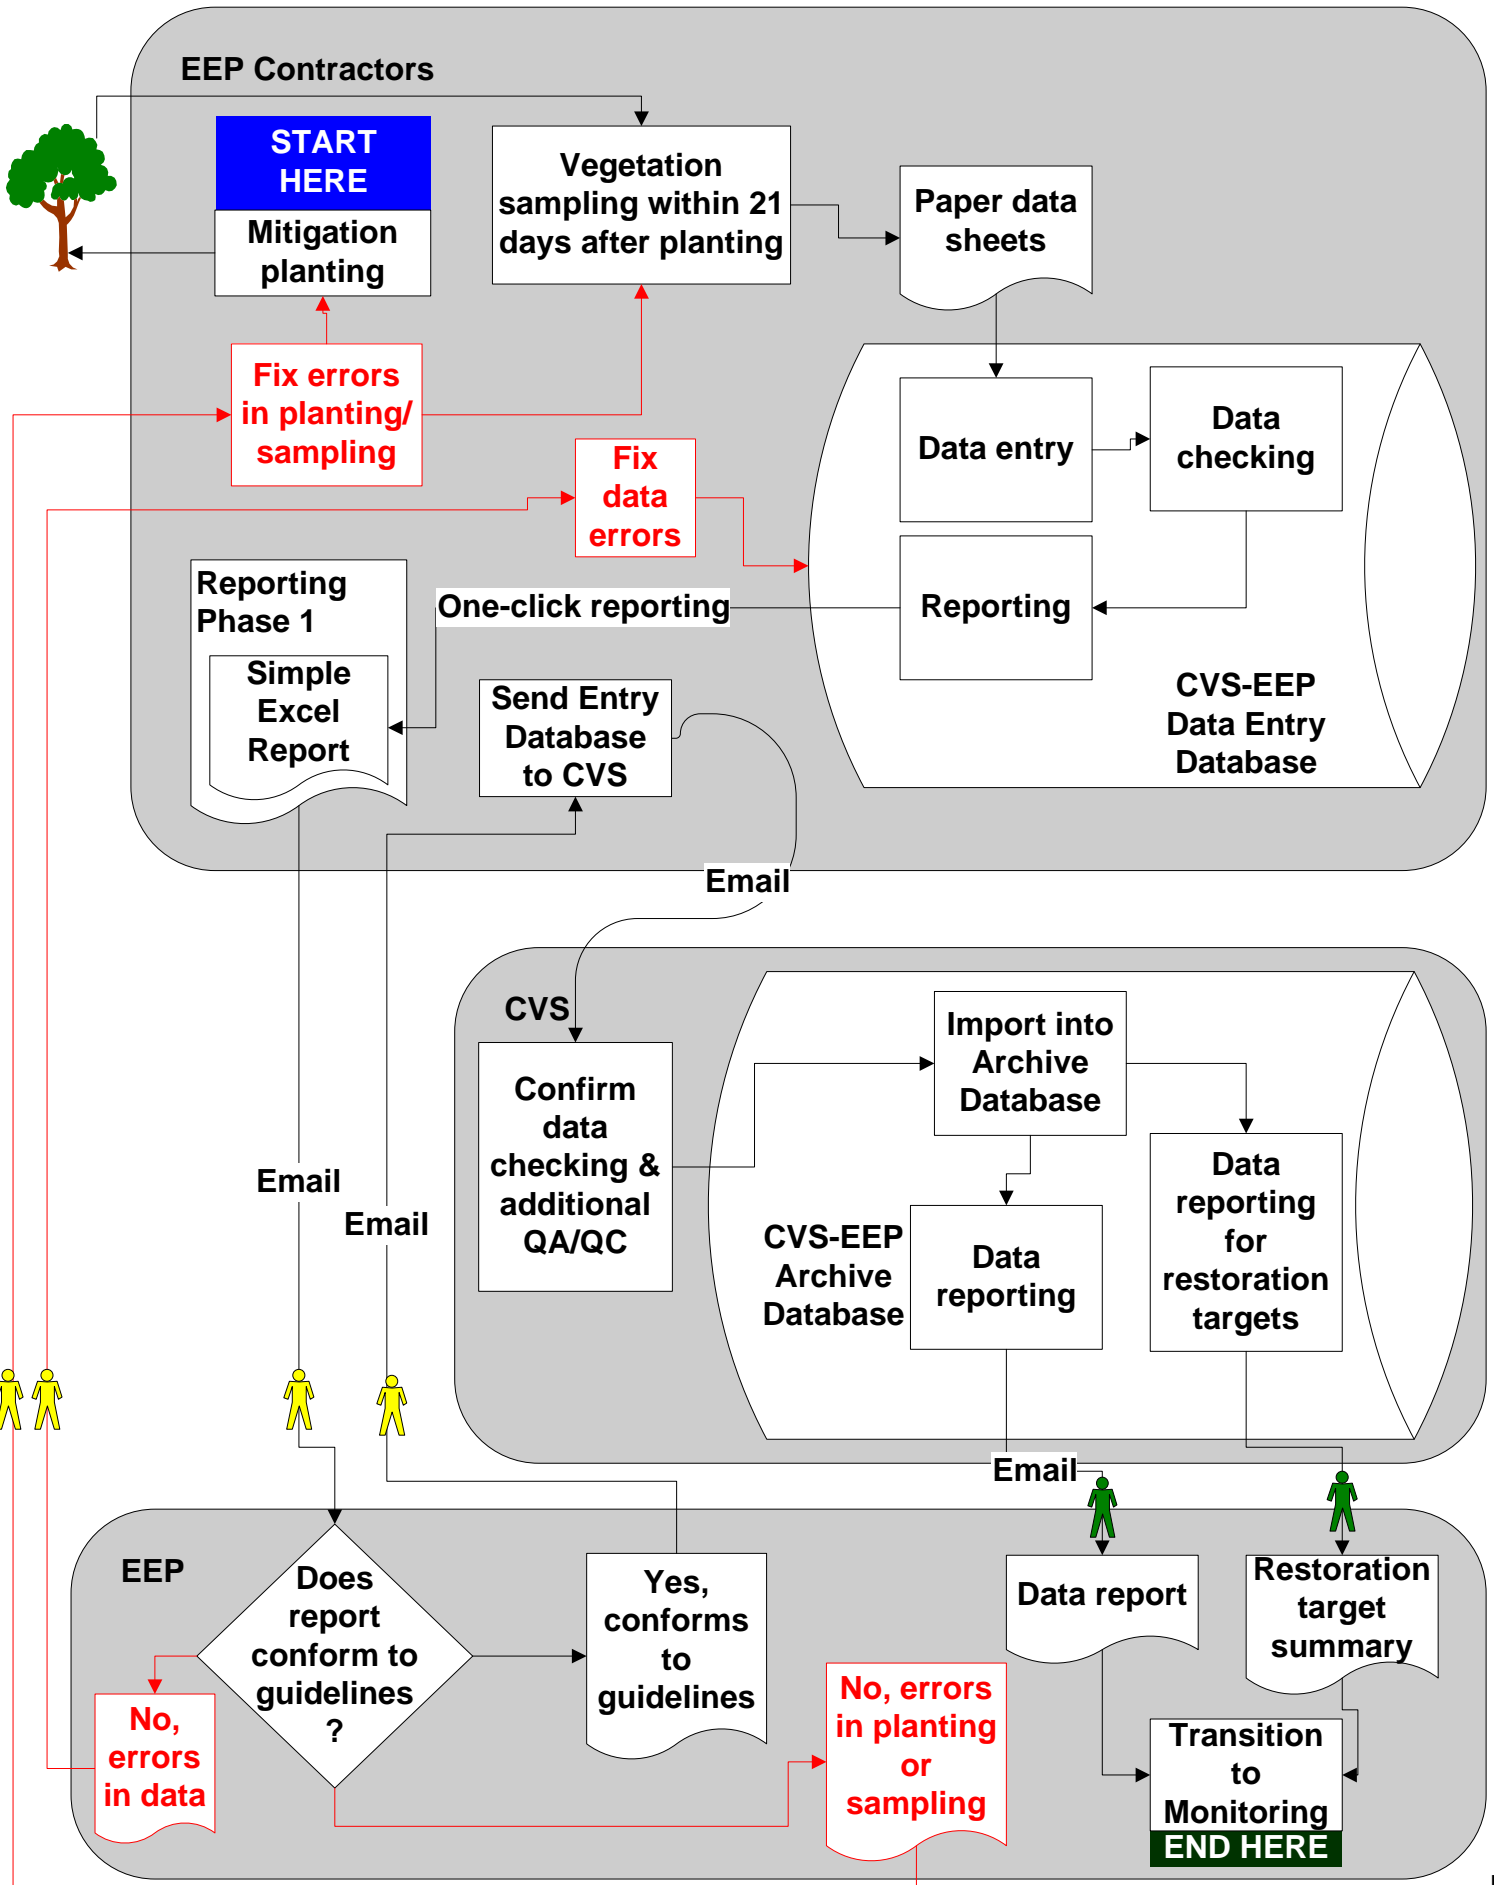 EEP Contractors
START
HERE
Mitigation
planting
Vegetation
sampling within 21
days after planting
Paper data
sheets
Fix errors
in planting/
sampling
Fix
data
errors
Data entry
Data
checking
Reporting
CVS-EEP
Data Entry
Database
One-click reporting
Reporting
Phase 1
Simple
Excel
Report
Send Entry
Database
to CVS
Email
CVS
Confirm
data
checking &
additional
QA/QC
Import into
Archive
Database
CVS-EEP
Archive
Database
Data
reporting
Data
reporting
for
restoration
targets
Email
Email
Email
EEP
Does
report
conform to
guidelines
?
Yes,
conforms
to
guidelines
No,
errors
in data
No, errors
in planting
or
sampling
Data report
Restoration
target
summary
Transition
to
Monitoring
END HERE